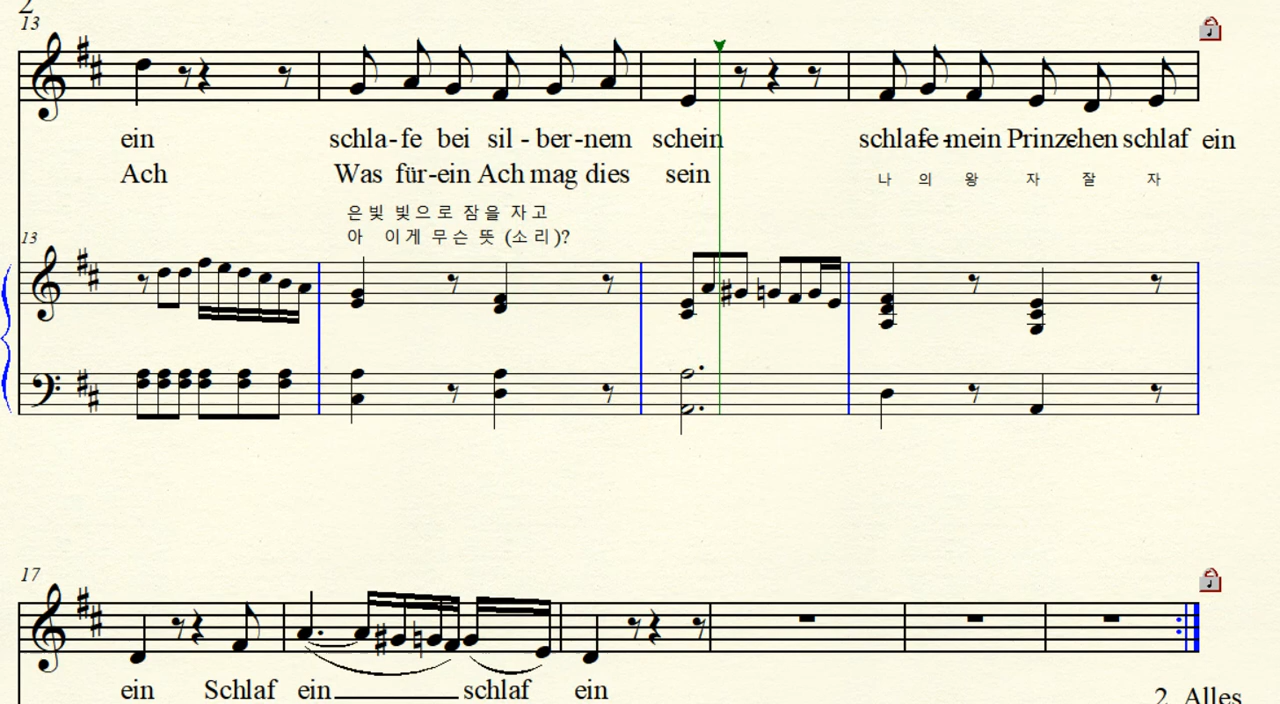 2
13
ein schla-fe bei sil - ber-nem schein schlafe-mein Prinzchen schlaf ein
Ach Was für-ein Ach mag dies sein 나 의 왕 자 잘 자
은 빛 빛 으 로 잠 을 자 고
아 이 게 무 슨 뜻 (소 리 )?
13
17
ein Schlaf ein schlaf ein
2. Alles